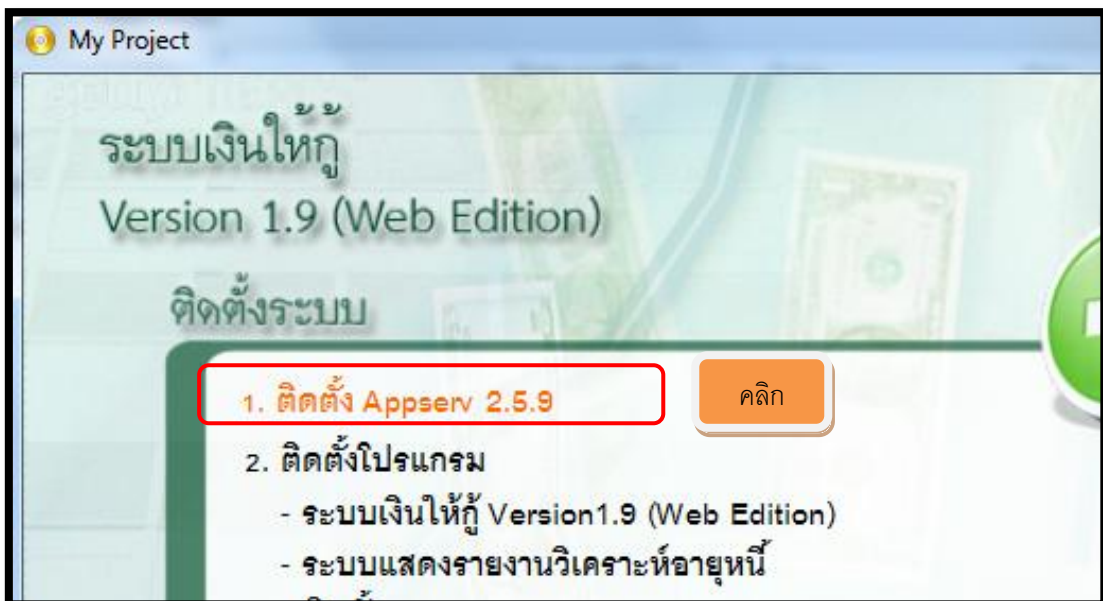 My Project
ระบบเงินให้กู้
Version 1.9 (Web Edition)
ติดตั้งระบบ
1. ติดตั้ง Appserv 2.5.9
คลิก
2. ติดตั้งโปรแกรม
- ระบบเงินให้กู้ Version1.9 (Web Edition)
- ระบบแสดงรายงานวิเคราะห์อายุหนี้